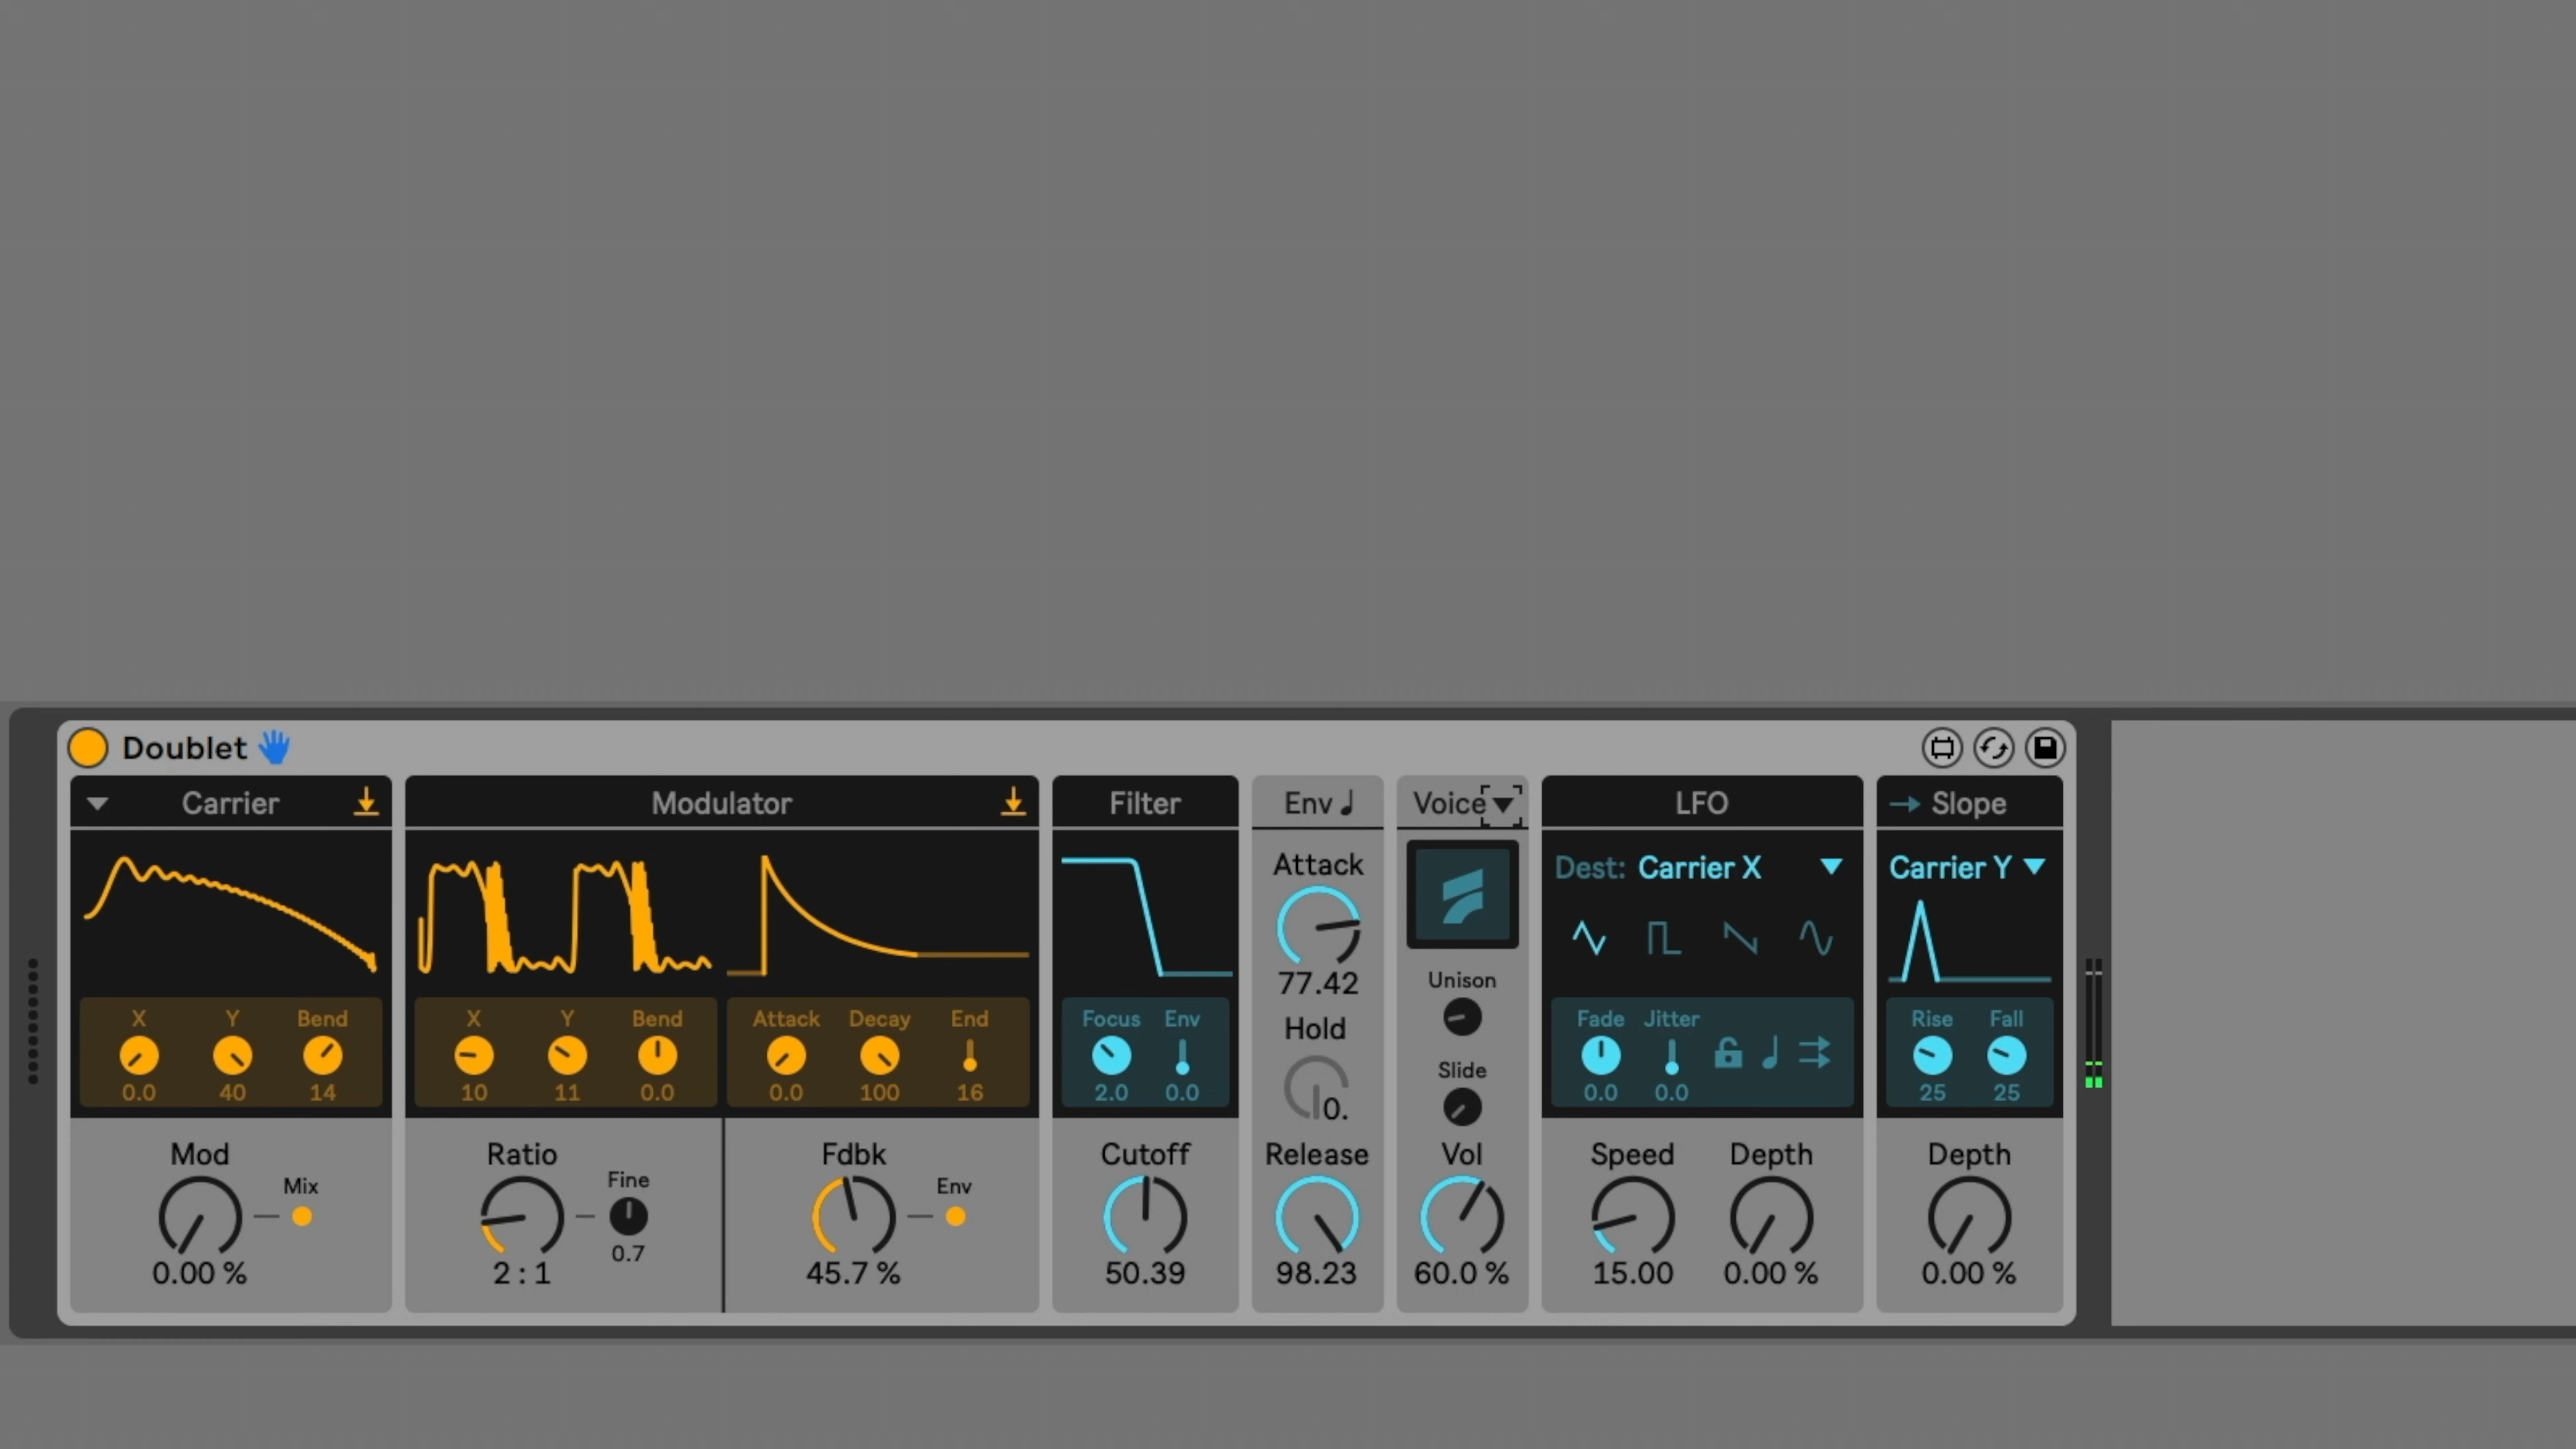 Doublet
Carrier
Modulator
Filter
Env
Voice
LFO
Slope
X Y Bend
0.0 40 14
Mod
Mix
0.00 %
X Y Bend
10 11 0.0
Attack Decay End
0.0 100 16
Ratio
Fine
0.7
2 : 1
Fdbk
Env
45.7 %
Focus Env
2.0 0.0
Cutoff
50.39
Attack
77.42
Hold
0.
Release
98.23
Unison
Slide
Vol
60.0 %
Dest: Carrier X
Fade Jitter
0.0 0.0
Speed Depth
15.00 0.00 %
Carrier Y
Rise Fall
25 25
Depth
0.00 %